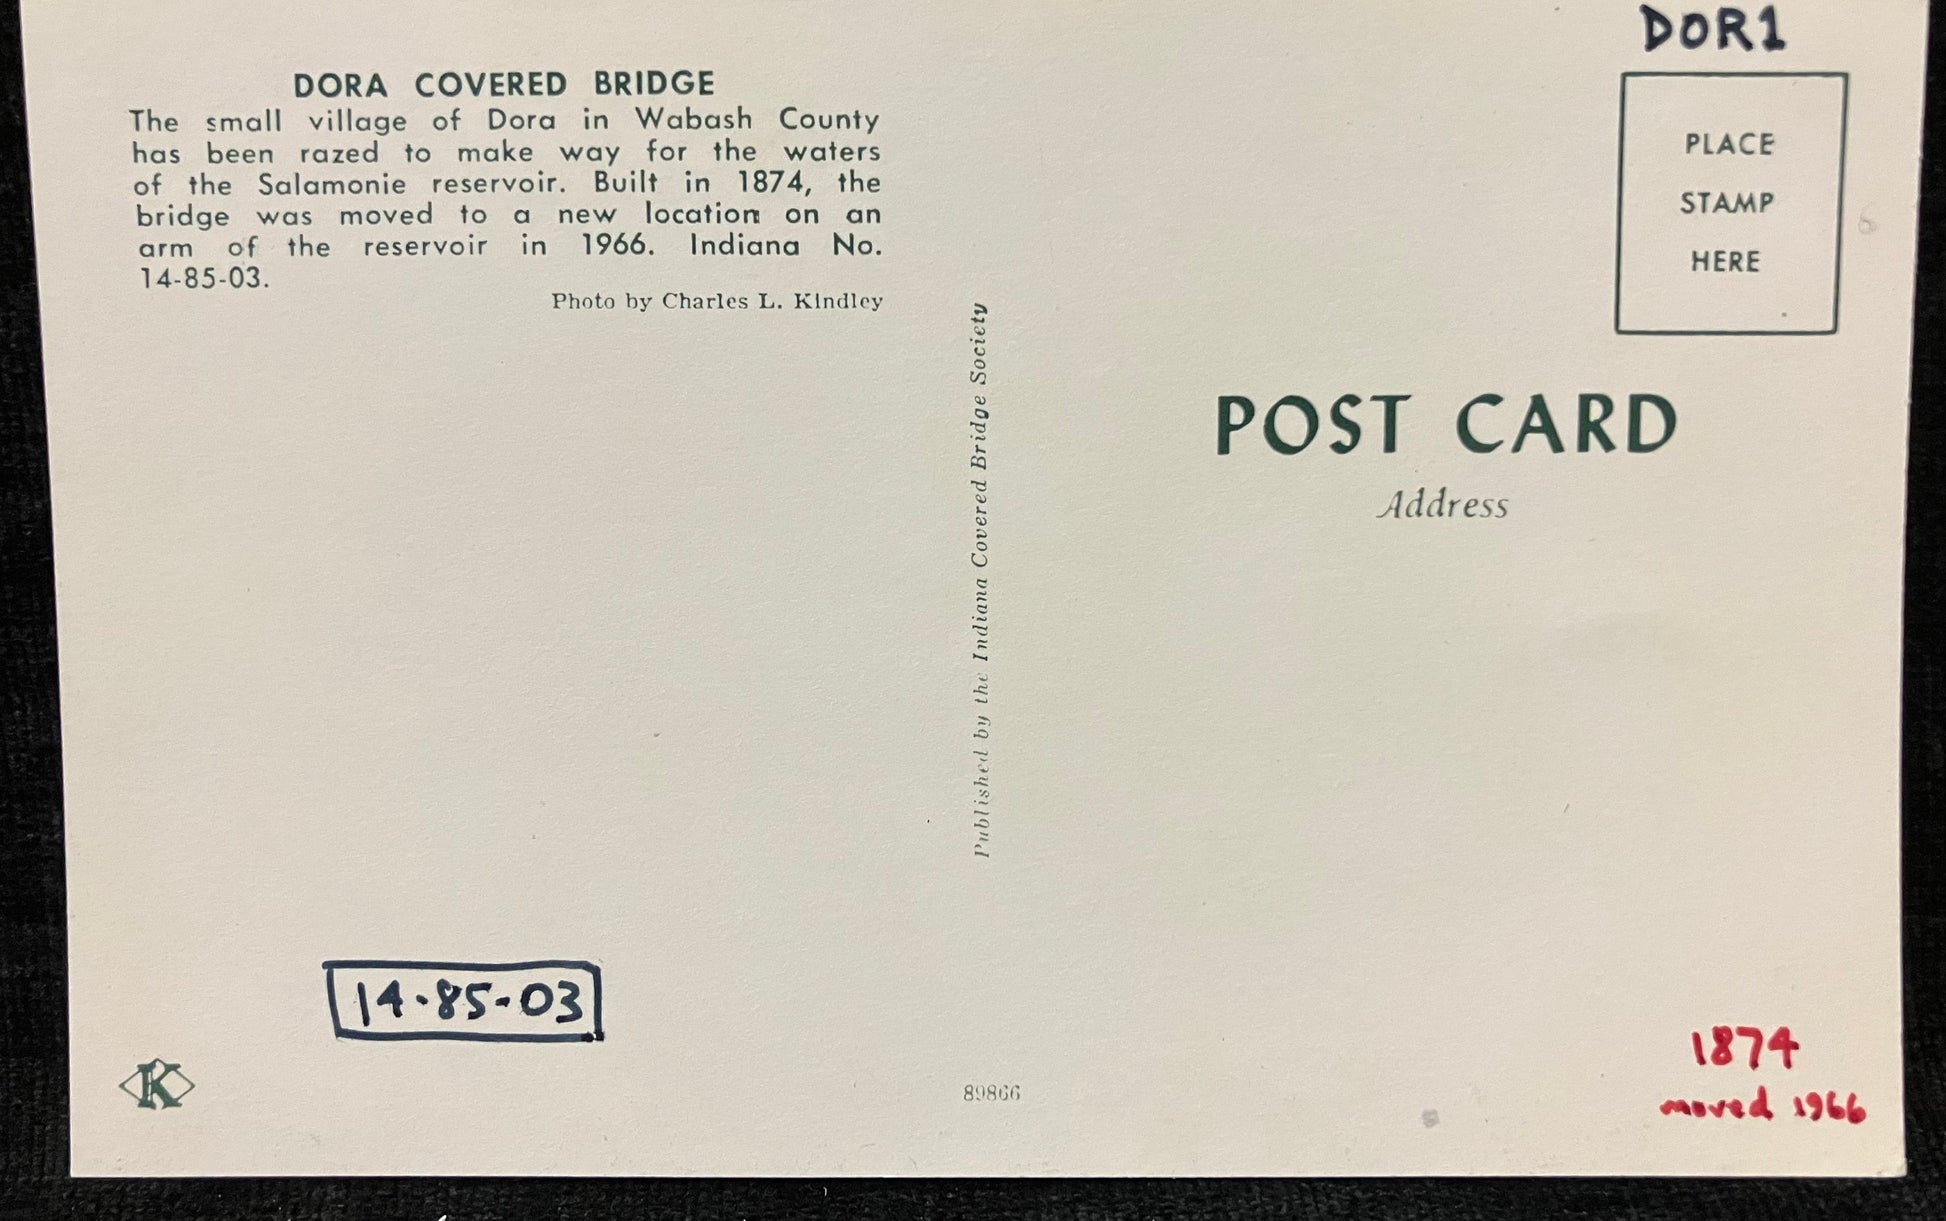 DORA COVERED BRIDGE
The small village of Dora in Wabash County
has been razed to make way for the waters
of the Salamonie reservoir. Built in 1874, the
bridge was moved to a new location on an
arm of the reservoir in 1966. Indiana No.
14-85-03.
Photo by Charles L. Kindley
Published by the Indiana Covered Bridge Society
DOR1
PLACE
STAMP
HERE
POST CARD
Address
14-85-03
K
89866
1874
moved 1966